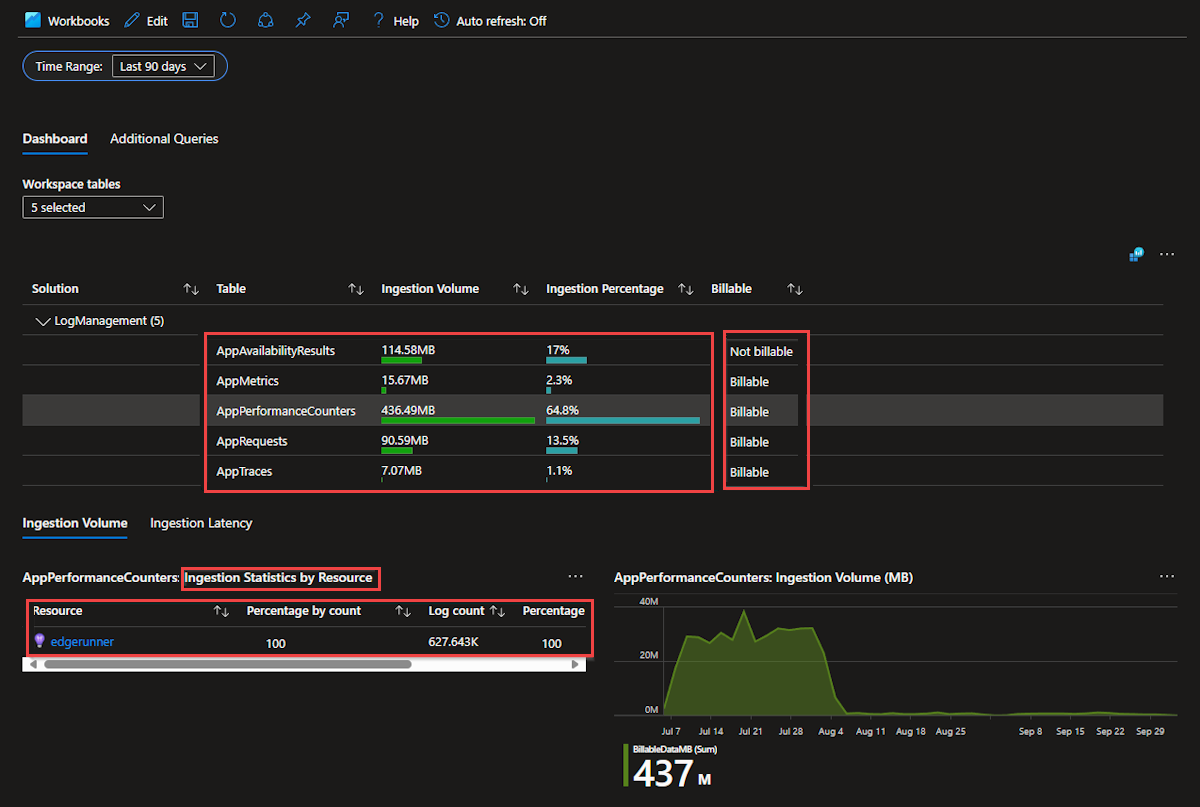 Workbooks Edit Help Auto refresh: Off
Time Range: Last 90 days
Dashboard Additional Queries
Workspace tables
5 selected
Solution Table Ingestion Volume Ingestion Percentage Billable
LogManagement (5)
AppAvailabilityResults 114.58MB 17% Not billable
AppMetrics 15.67MB 2.3% Billable
AppPerformanceCounters 436.49MB 64.8% Billable
AppRequests 90.59MB 13.5% Billable
AppTraces 7.07MB 1.1% Billable
Ingestion Volume Ingestion Latency
AppPerformanceCounters: Ingestion Statistics by Resource
Resource Percentage by count Log count Percentage
edgerunner 100 627.643K 100
AppPerformanceCounters: Ingestion Volume (MB)
40M
20M
0M
Jul 7 Jul 14 Jul 21 Jul 28 Aug 4 Aug 11 Aug 18 Aug 25 Sep 8 Sep 15 Sep 22 Sep 29
BillableDataMB (Sum)
437 M